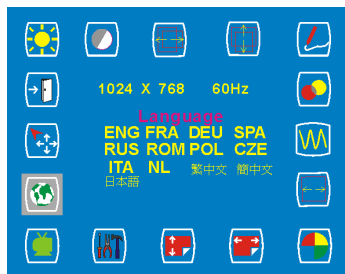 1024 X 768 60Hz
Language
ENG FRA DEU SPA
RUS ROM POL CZE
ITA NL 繁中文 簡中文
日本語